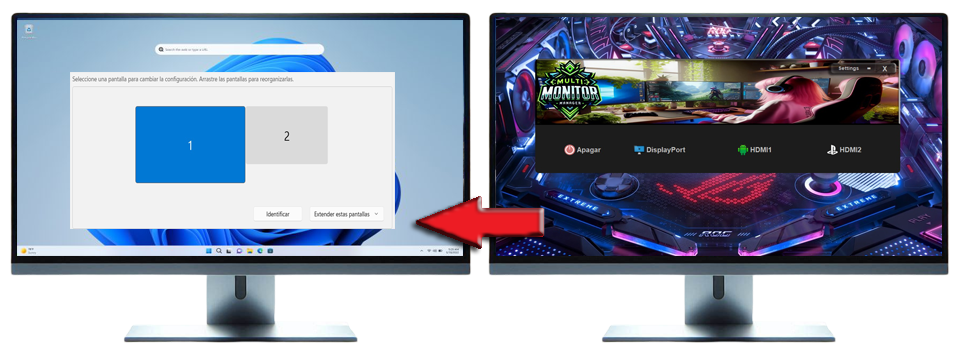 Search the web or type a URL
Seleccione una pantalla para cambiar la configuración. Arrastre las pantallas para reorganizarlas.
1
2
Identificar
Extender estas pantallas
Settings
X
MULTI
MONITOR
MANAGER
Apagar
DisplayPort
HDMI1
HDMI2
EXTREME
EXTREME
PLAY